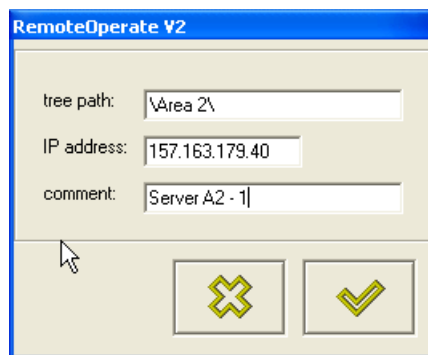 RemoteOperate V2
tree path: \Area 2\
IP address: 157.163.179.40
comment: Server A2 - 1